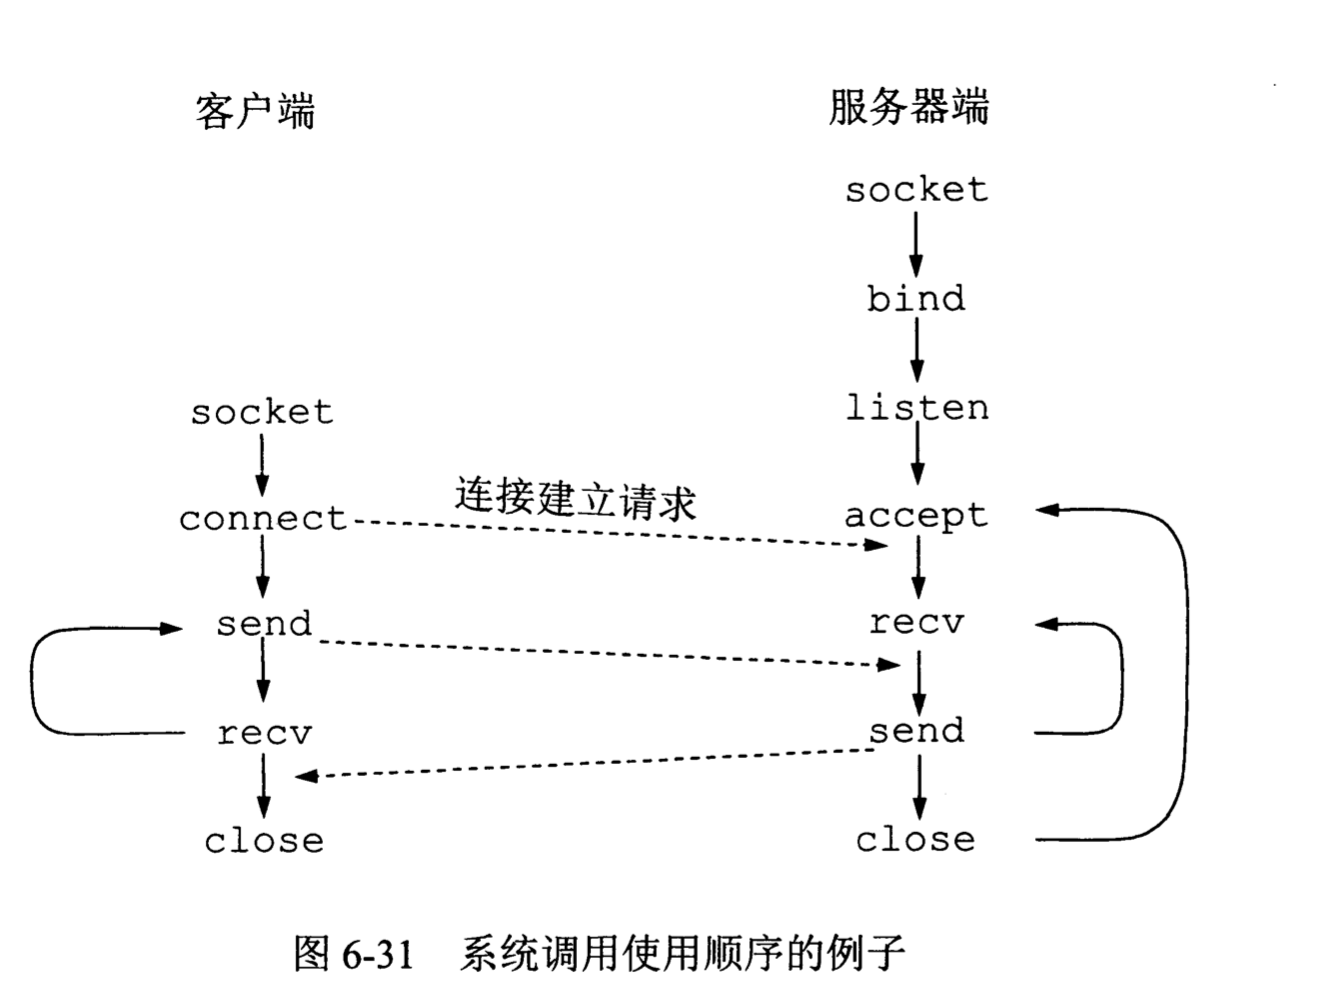 客户端
服务器端
socket
bind
listen
socket
连接建立请求
connect
accept
send
recv
recv
send
close
close
图 6-31 系统调用使用顺序的例子